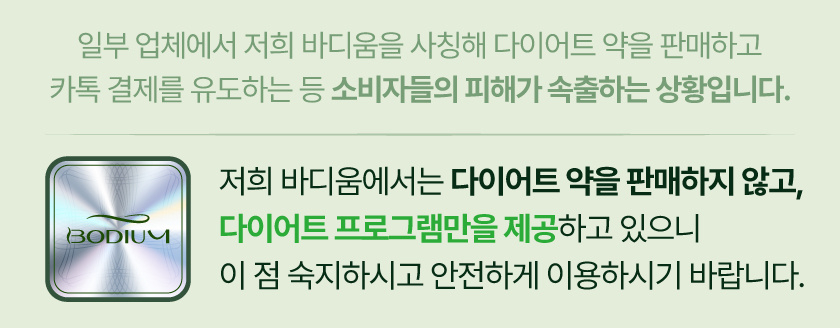 일부 업체에서 저희 바디움을 사칭해 다이어트 약을 판매하고
카톡 결제를 유도하는 등 소비자들의 피해가 속출하는 상황입니다.
BODIUM
저희 바디움에서는 다이어트 약을 판매하지 않고,
다이어트 프로그램만을 제공하고 있으니
이 점 숙지하시고 안전하게 이용하시기 바랍니다.